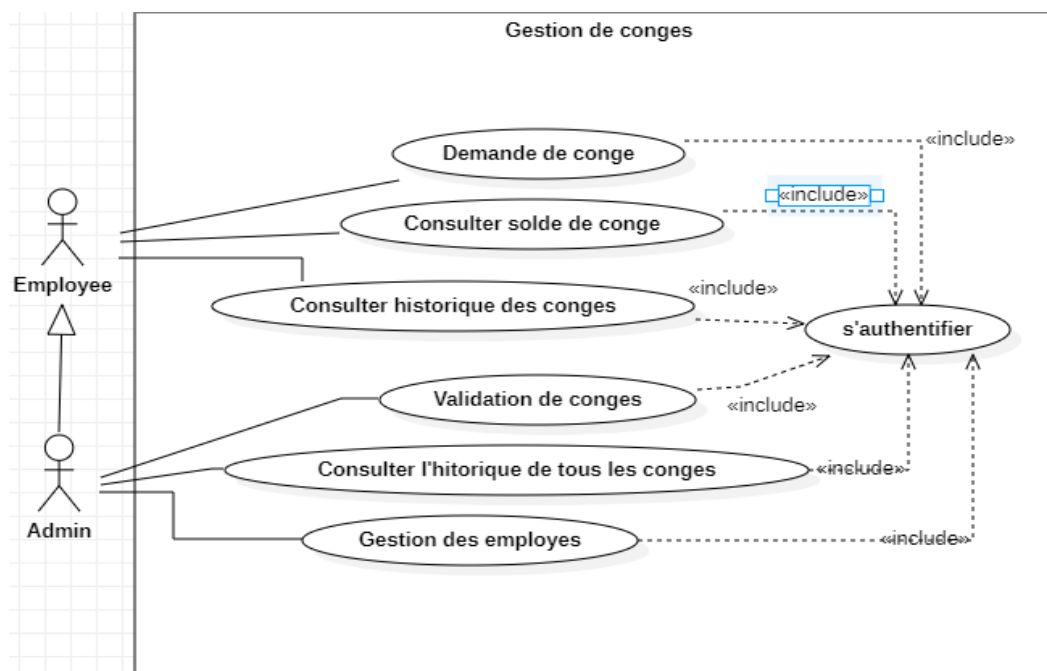 Gestion de conges
Demande de conge
«include»
«include»
Consulter solde de conge
Employee
«include»
Consulter historique des conges
s'authentifier
Validation de conges
«include»
Consulter l'hitorique de tous les conges
«include»
Admin
Gestion des employes
«include»